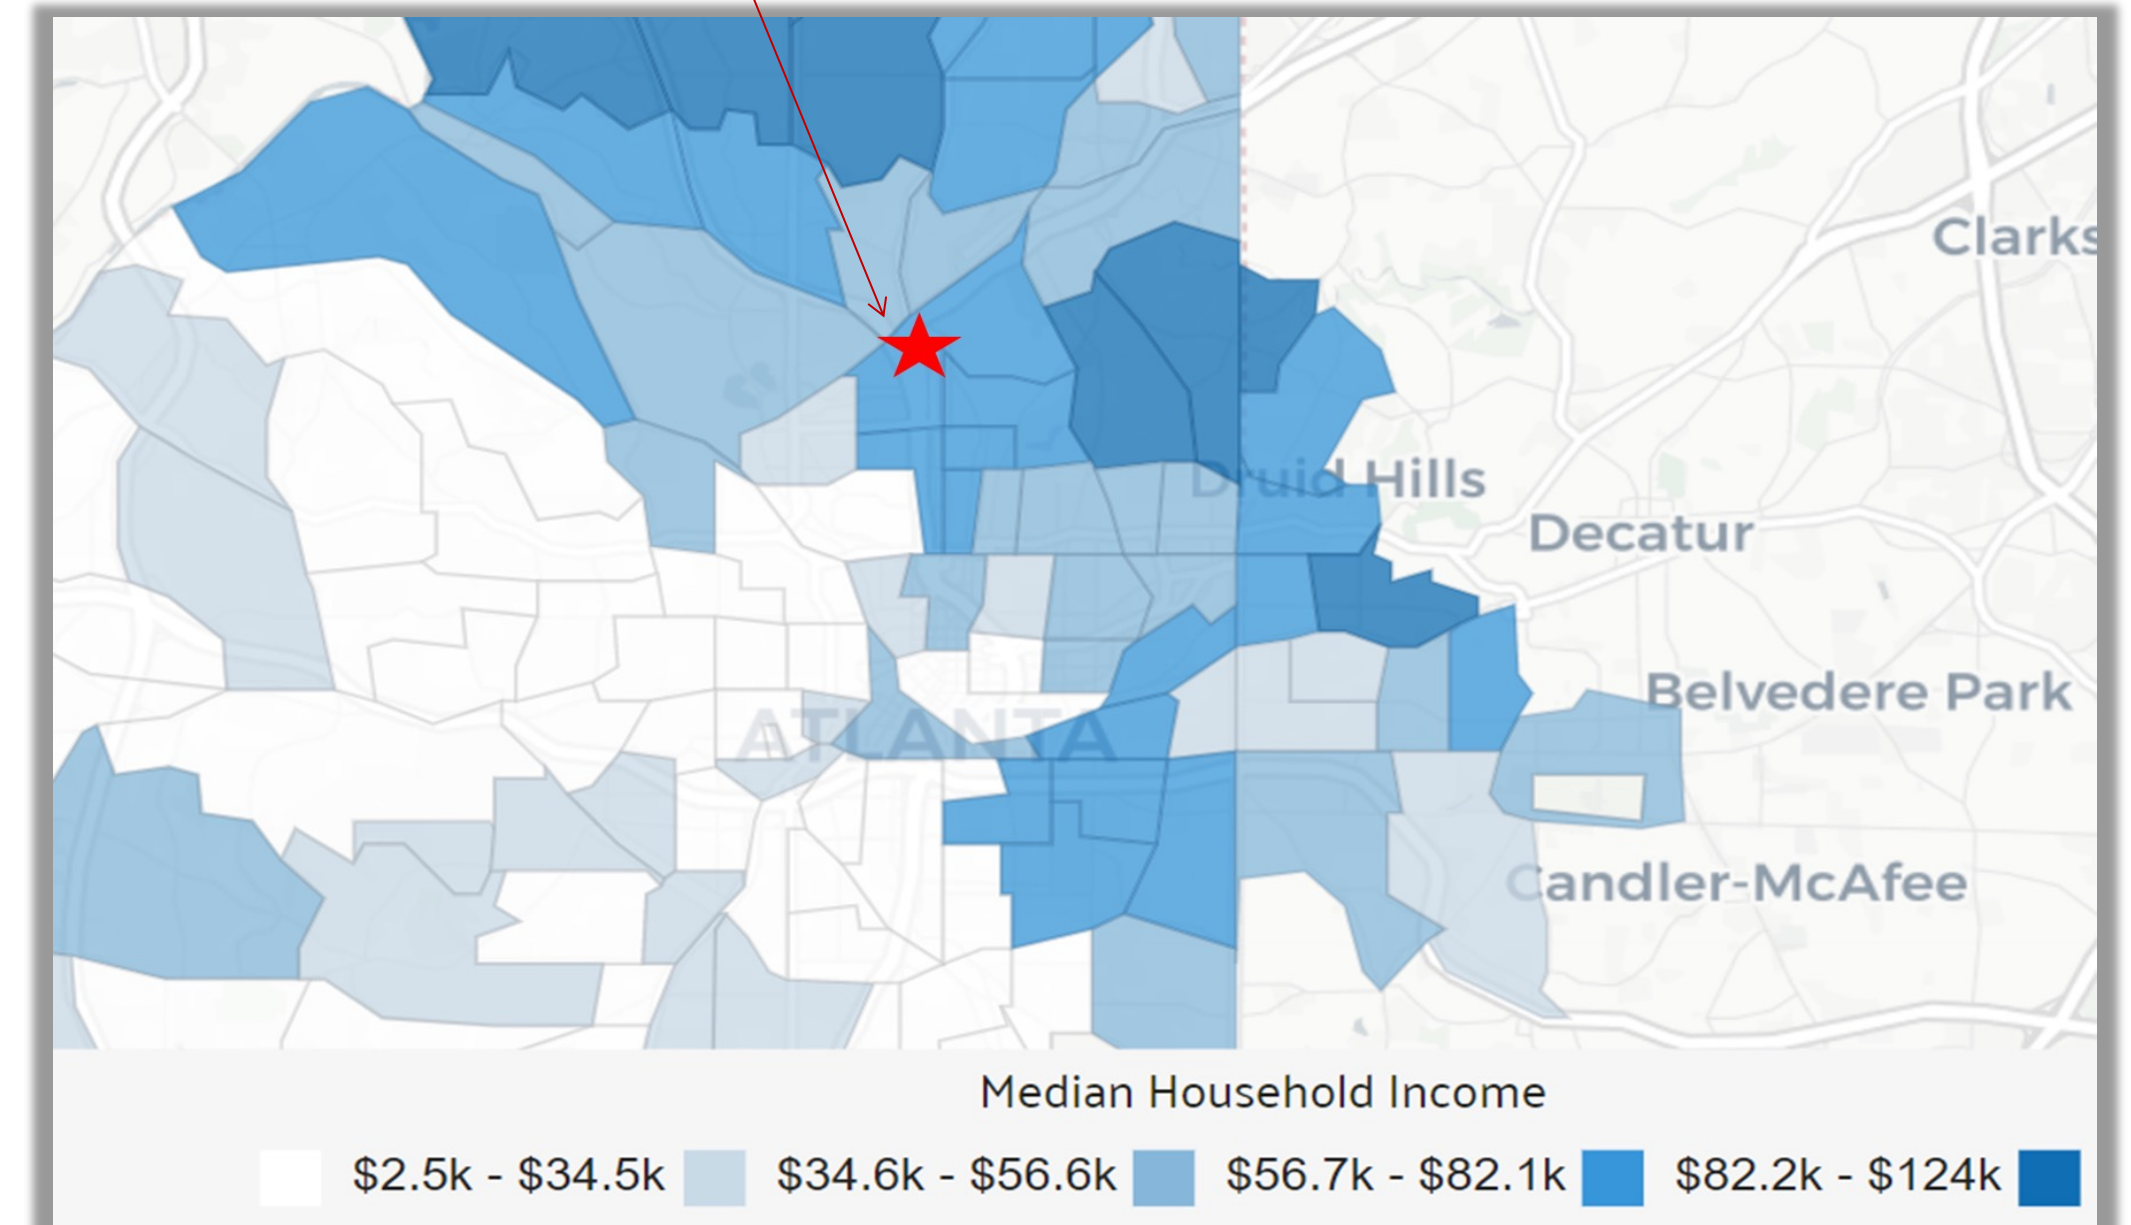 Clarks
Druid Hills
Decatur
Belvedere Park
ATLANTA
Candler-McAfee
Median Household Income
$2.5k - $34.5k $34.6k - $56.6k $56.7k - $82.1k $82.2k - $124k